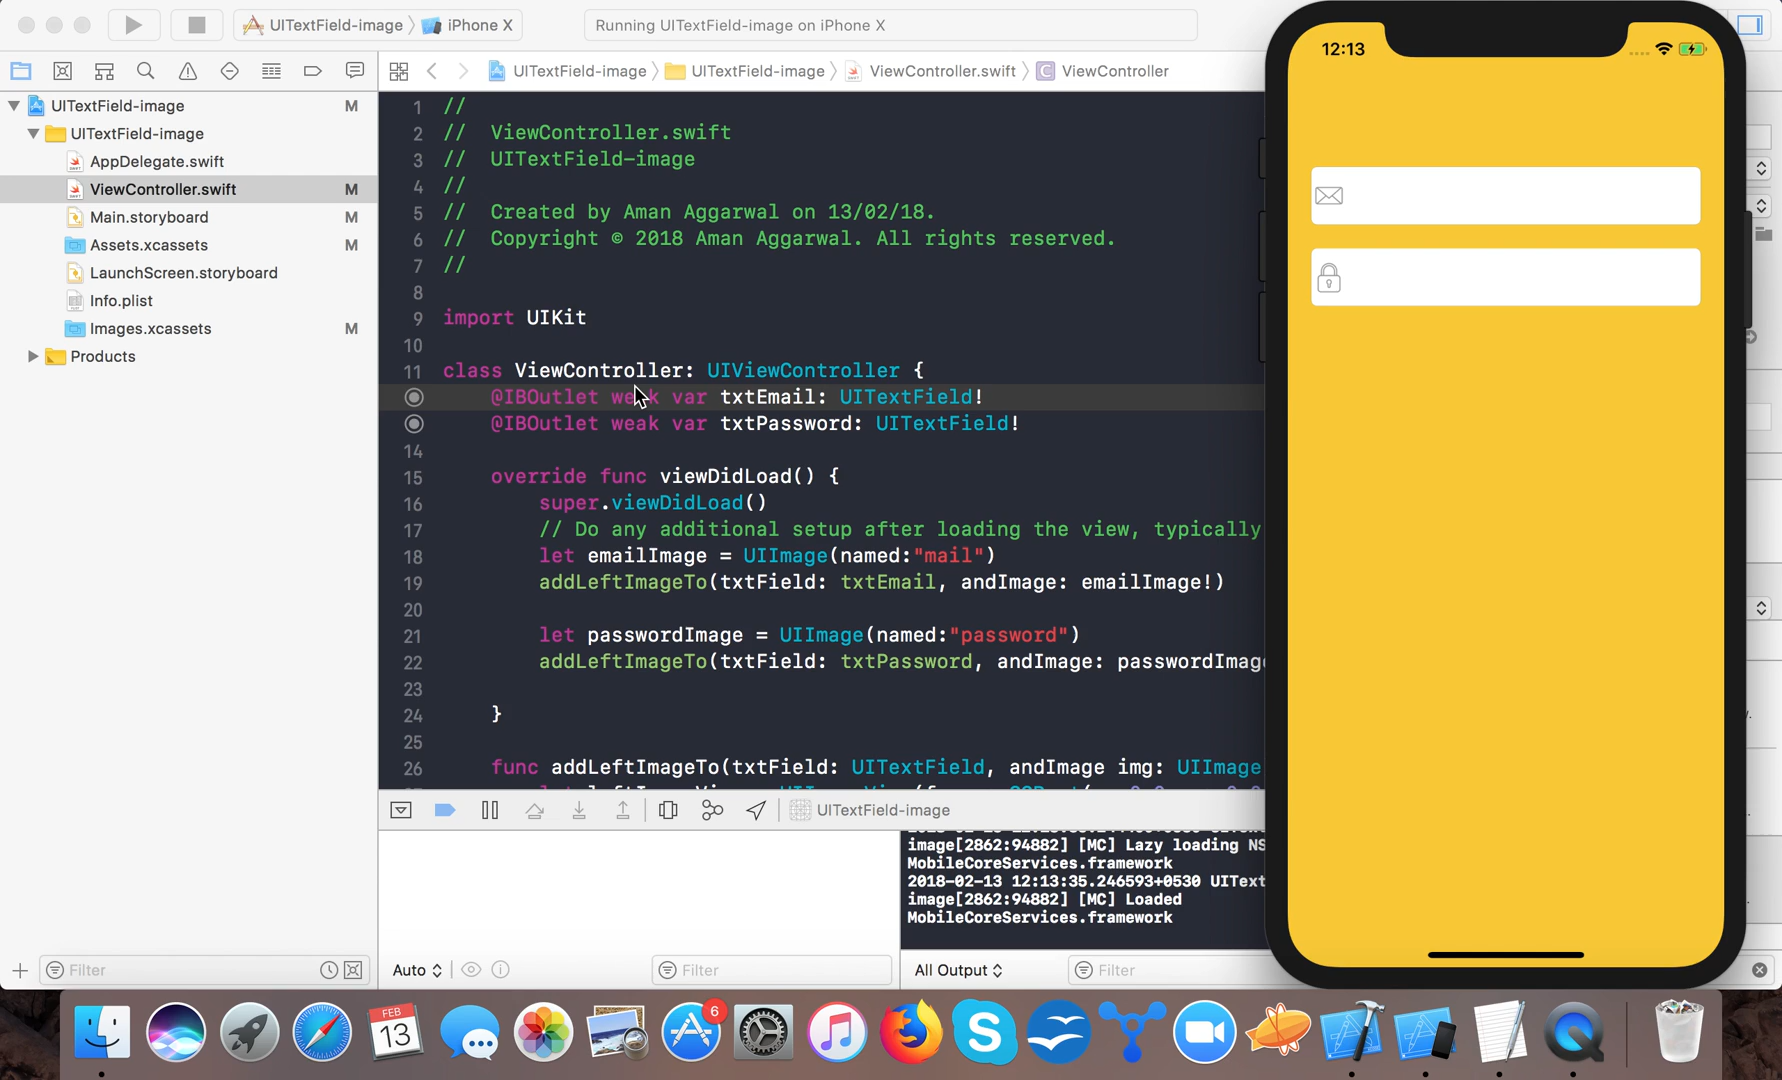 UITextField-image
iPhone X
Running UITextField-image on iPhone X
12:13
UITextField-image
UITextField-image
ViewController.swift
ViewController
UITextField-image M
UITextField-image
AppDelegate.swift
ViewController.swift M
Main.storyboard M
Assets.xcassets M
LaunchScreen.storyboard
Info.plist
Images.xcassets M
Products
1 //
2 // ViewController.swift
3 // UITextField-image
4 //
5 // Created by Aman Aggarwal on 13/02/18.
6 // Copyright © 2018 Aman Aggarwal. All rights reserved.
7 //
8
9 import UIKit
10
11 class ViewController: UIViewController {
@IBOutlet weak var txtEmail: UITextField!
@IBOutlet weak var txtPassword: UITextField!
14
15 override func viewDidLoad() {
16 super.viewDidLoad()
17 // Do any additional setup after loading the view, typically
18 let emailImage = UIImage(named:"mail")
19 addLeftImageTo(txtField: txtEmail, andImage: emailImage!)
20
21 let passwordImage = UIImage(named:"password")
22 addLeftImageTo(txtField: txtPassword, andImage: passwordImag
23
24 }
25
26 func addLeftImageTo(txtField: UITextField, andImage img: UIImage
UITextField-image
image[2862:94882] [MC] Lazy loading NS
MobileCoreServices.framework
2018-02-13 12:13:35.246593+0530 UIText
image[2862:94882] [MC] Loaded
MobileCoreServices.framework
Filter
Auto
Filter
All Output
Filter
FEB
13
6